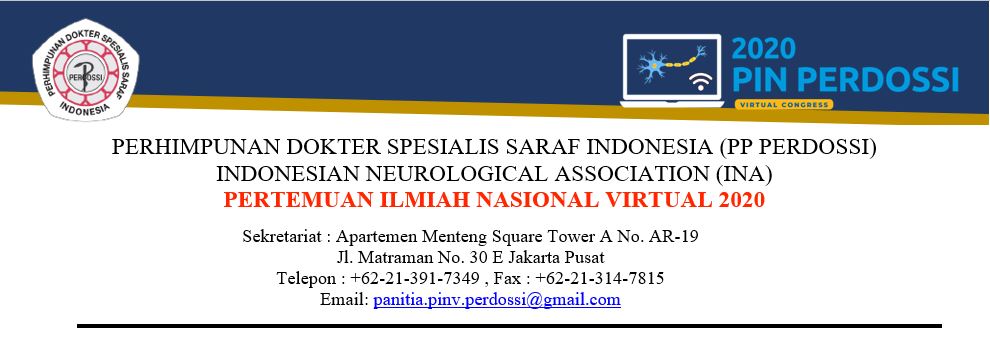 PERHIMPUNAN DOKTER SPESIALIS SARAF
PERDOSSI
INDONESIA
2020
PIN PERDOSSI
VIRTUAL CONGRESS
PERHIMPUNAN DOKTER SPESIALIS SARAF INDONESIA (PP PERDOSSI)
INDONESIAN NEUROLOGICAL ASSOCIATION (INA)
PERTEMUAN ILMIAH NASIONAL VIRTUAL 2020
Sekretariat : Apartemen Menteng Square Tower A No. AR-19
Jl. Matraman No. 30 E Jakarta Pusat
Telepon : +62-21-391-7349 , Fax : +62-21-314-7815
Email: panitia.pinv.perdossi@gmail.com